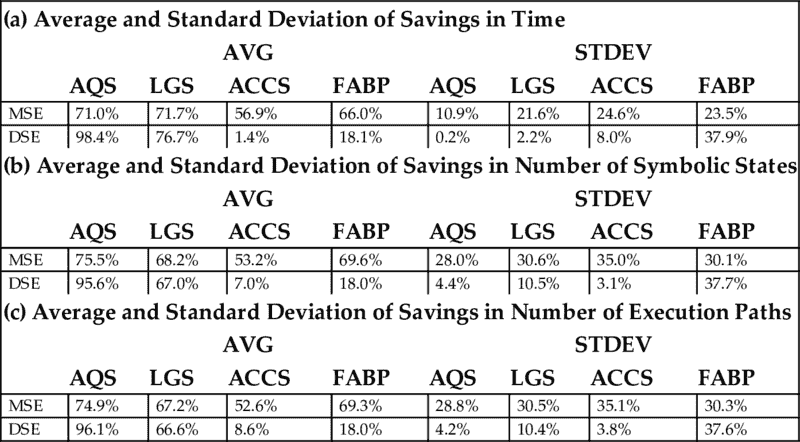 (a) Average and Standard Deviation of Savings in Time
AVG STDEV
AQS LGS ACCS FABP AQS LGS ACCS FABP
MSE 71.0% 71.7% 56.9% 66.0% 10.9% 21.6% 24.6% 23.5%
DSE 98.4% 76.7% 1.4% 18.1% 0.2% 2.2% 8.0% 37.9%
(b) Average and Standard Deviation of Savings in Number of Symbolic States
AVG STDEV
AQS LGS ACCS FABP AQS LGS ACCS FABP
MSE 75.5% 68.2% 53.2% 69.6% 28.0% 30.6% 35.0% 30.1%
DSE 95.6% 67.0% 7.0% 18.0% 4.4% 10.5% 3.1% 37.7%
(c) Average and Standard Deviation of Savings in Number of Execution Paths
AVG STDEV
AQS LGS ACCS FABP AQS LGS ACCS FABP
MSE 74.9% 67.2% 52.6% 69.3% 28.8% 30.5% 35.1% 30.3%
DSE 96.1% 66.6% 8.6% 18.0% 4.2% 10.4% 3.8% 37.6%